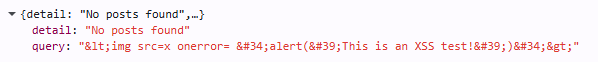 {detail: "No posts found",…}
detail: "No posts found"
query: "&lt;img src=x onerror= &#34;alert(&#39;This is an XSS test!&#39;)&#34;&gt;"